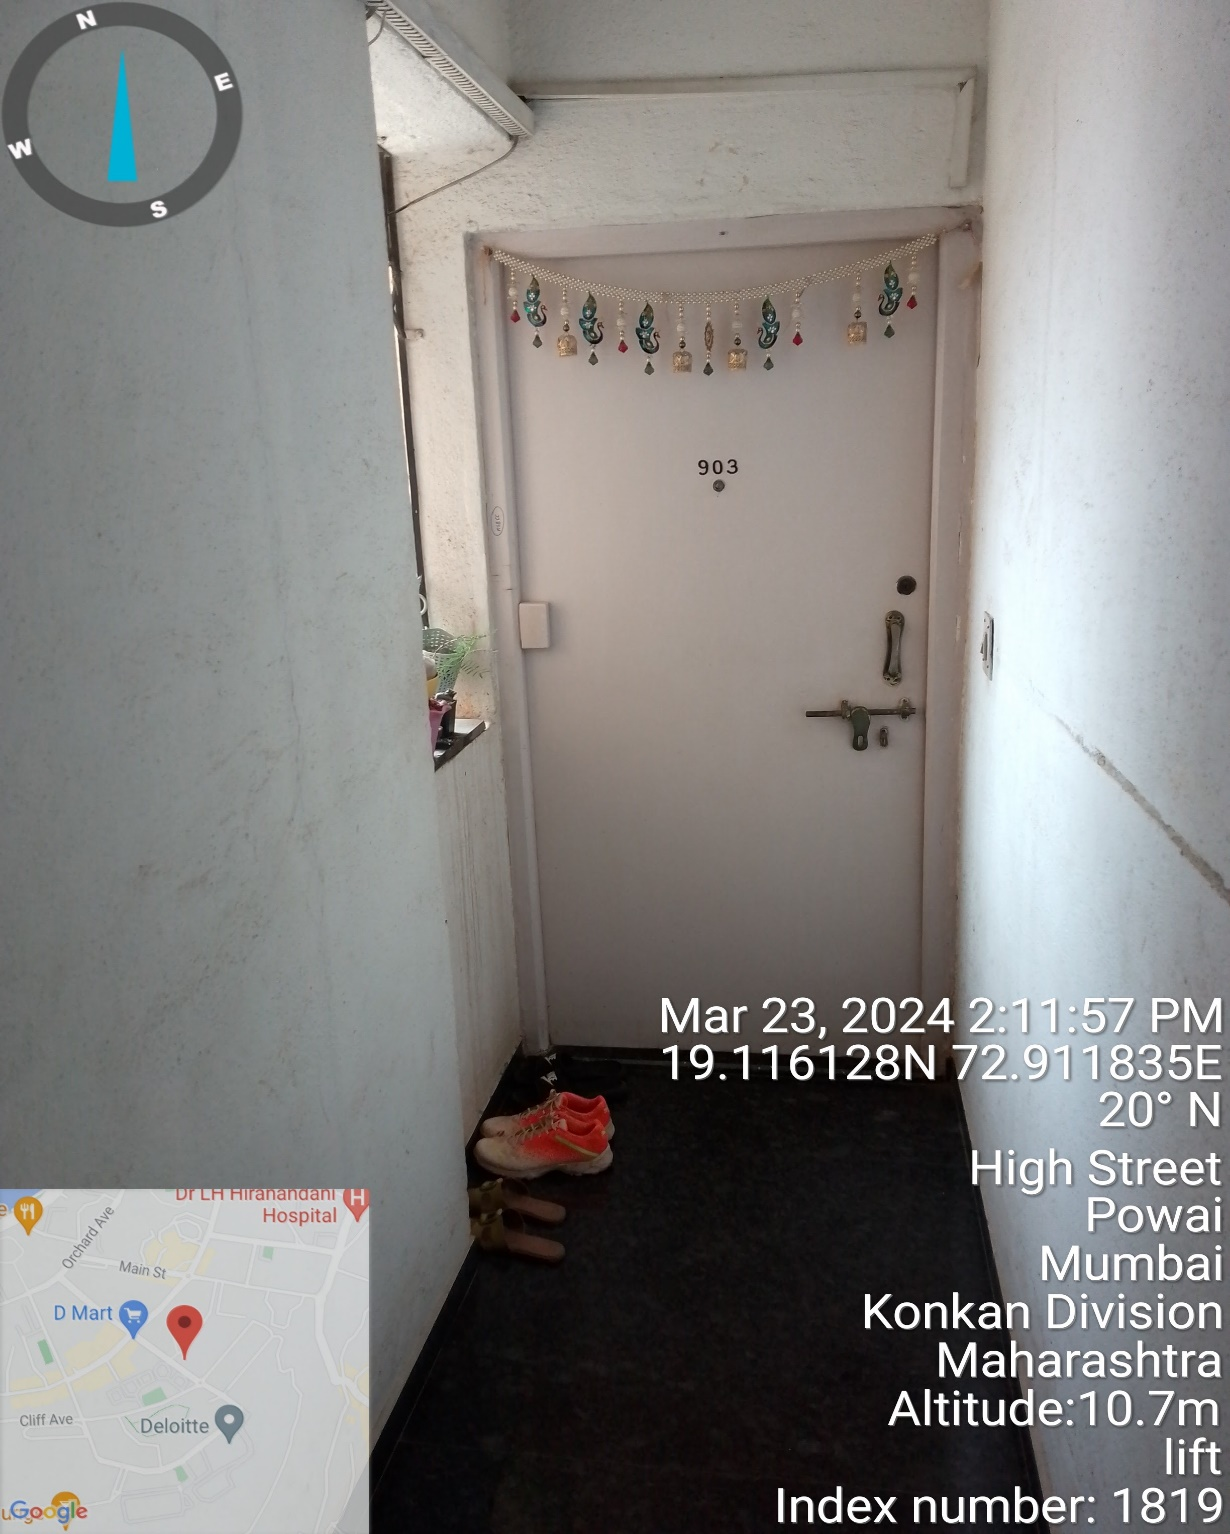 N
E
W
S
903
Mar 23, 2024 2:11:57 PM
19.116128N 72.911835E
20° N
High Street
Powai
Mumbai
Konkan Division
Maharashtra
Altitude:10.7m
lift
Index number: 1819
Dr LH Hiranandani
Hospital
H
Orchard Ave
Main St
D Mart
Cliff Ave
Deloitte
Google